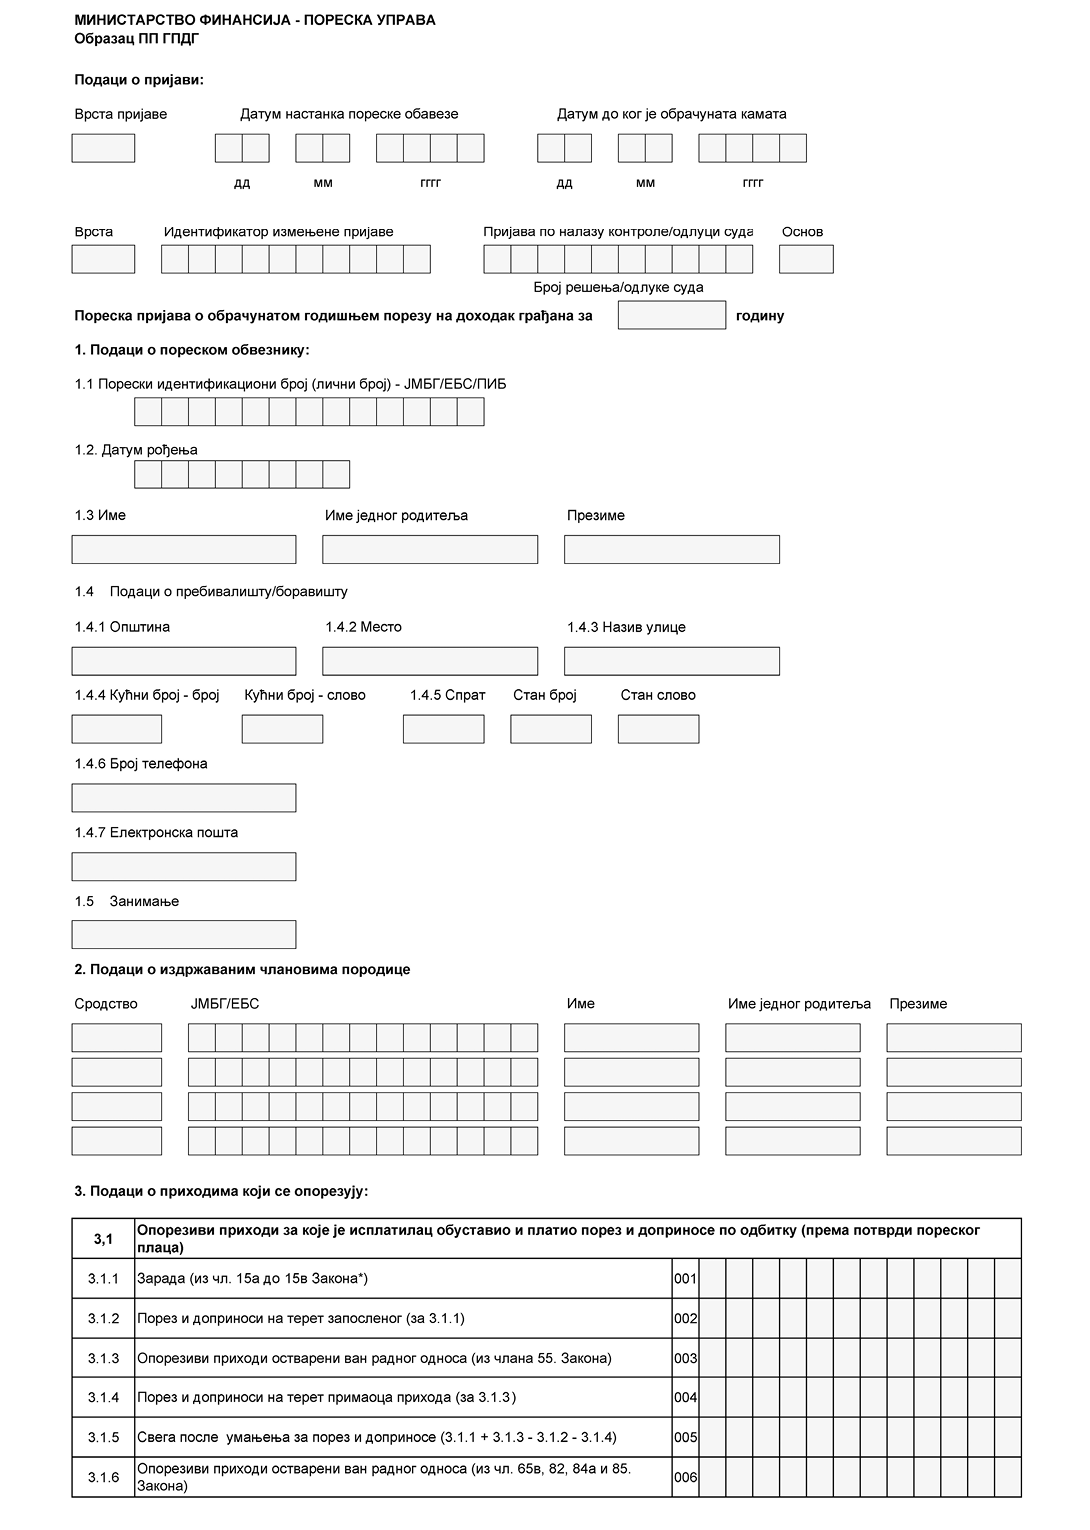 МИНИСТАРСТВО ФИНАНСИЈА - ПОРЕСКА УПРАВА
Образац ПП ГПДГ
Подаци о пријави:
Врста пријаве Датум настанка пореске обавезе Датум до ког је обрачуната камата
дд мм гггг дд мм гггг
Врста Идентификатор измењене пријаве Пријава по налазу контроле/одлуци суда Основ
Број решења/одлуке суда
Пореска пријава о обрачунатом годишњем порезу на доходак грађана за годину
1. Подаци о пореском обвезнику:
1.1 Порески идентификациони број (лични број) - ЈМБГ/ЕБС/ПИБ
1.2. Датум рођења
1.3 Име Име једног родитеља Презиме
1.4 Подаци о пребивалишту/боравишту
1.4.1 Општина 1.4.2 Место 1.4.3 Назив улице
1.4.4 Кућни број - број Кућни број - слово 1.4.5 Спрат Стан број Стан слово
1.4.6 Број телефона
1.4.7 Електронска пошта
1.5 Занимање
2. Подаци о издржаваним члановима породице
Сродство ЈМБГ/ЕБС Име Име једног родитеља Презиме
3. Подаци о приходима који се опорезују:
3,1 Опорезиви приходи за које је исплатилац обуставио и платио порез и доприносе по одбитку (према потврди пореског
плаца)
3.1.1 Зарада (из чл. 15а до 15в Закона*) 001
3.1.2 Порез и доприноси на терет запосленог (за 3.1.1) 002
3.1.3 Опорезиви приходи остварени ван радног односа (из члана 55. Закона) 003
3.1.4 Порез и доприноси на терет примаоца прихода (за 3.1.3) 004
3.1.5 Свега после умањења за порез и доприносе (3.1.1 + 3.1.3 - 3.1.2 - 3.1.4) 005
3.1.6 Опорезиви приходи остварени ван радног односа (из чл. 65в, 82, 84а и 85. 006
Закона)